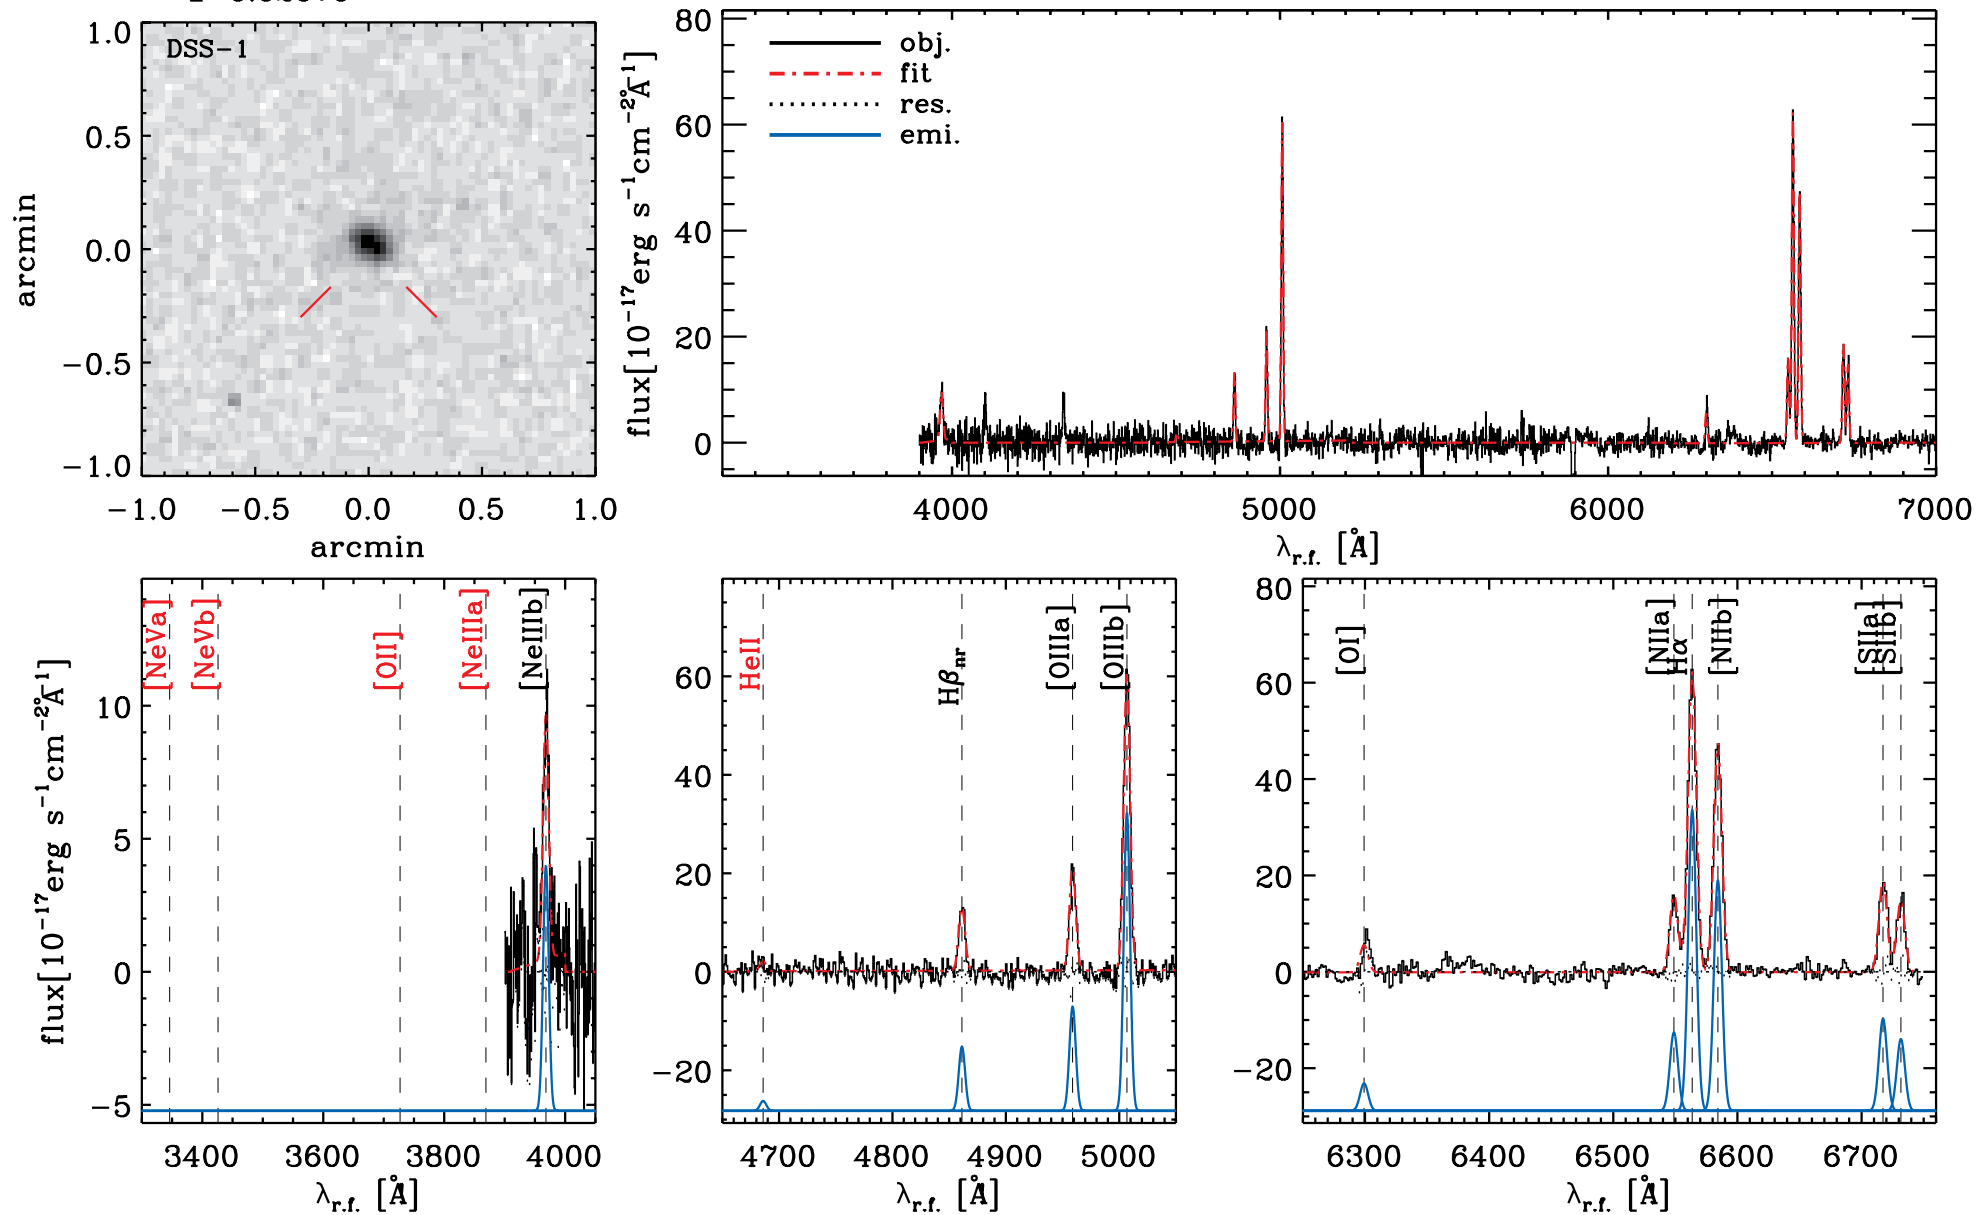 DSS-1
1.0
0.5
0.0
−0.5
−1.0
arcmin
−1.0 −0.5 0.0 0.5 1.0
arcmin
80
60
40
20
0
flux[10⁻¹⁷erg s⁻¹cm⁻²Å⁻¹]
obj.
fit
res.
emi.
4000 5000 6000 7000
λr.f. [Å]
[NeVa] [NeVb] [OII] [NeIIIa] [NeIIIb]
10
5
0
−5
flux[10⁻¹⁷erg s⁻¹cm⁻²Å⁻¹]
3400 3600 3800 4000
λr.f. [Å]
HeII Hβnr [OIIIa] [OIIIb]
60
40
20
0
−20
4700 4800 4900 5000
λr.f. [Å]
[OI] [NIIa] Hα [NIIb] [SIIa] [SIIb]
80
60
40
20
0
−20
6300 6400 6500 6600 6700
λr.f. [Å]